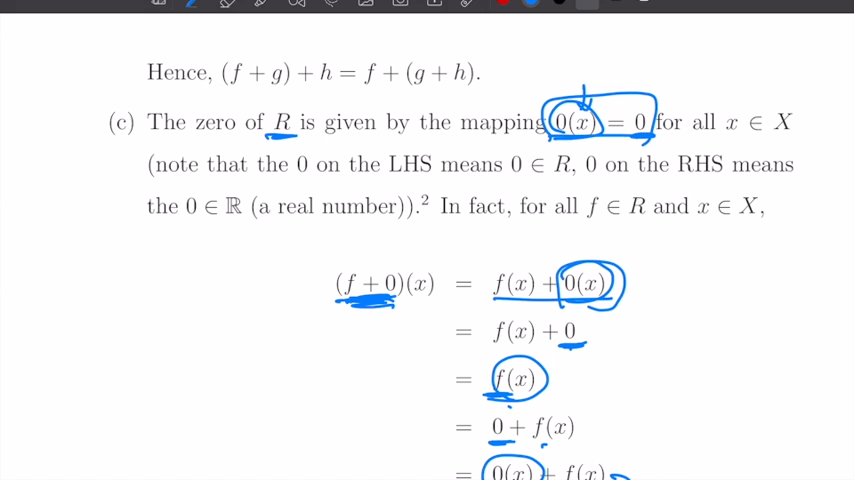 Hence, (f + g) + h = f + (g + h).
(c) The zero of R is given by the mapping 0(x) = 0 for all x ∈ X
(note that the 0 on the LHS means 0 ∈ R, 0 on the RHS means
the 0 ∈ ℝ (a real number)).² In fact, for all f ∈ R and x ∈ X,
(f + 0)(x) = f(x) + 0(x)
= f(x) + 0
= f(x)
= 0 + f(x)
= 0(x) + f(x)